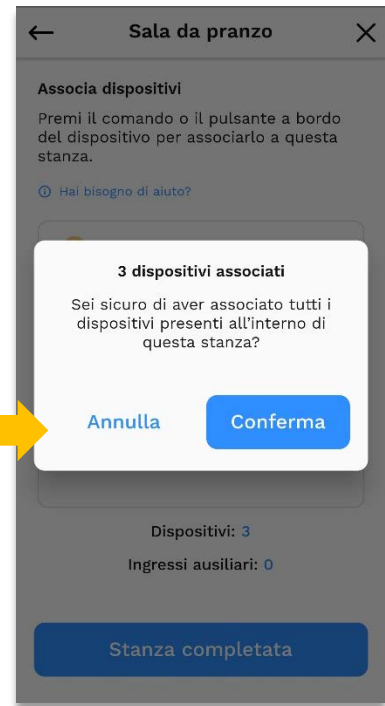 Sala da pranzo
Associa dispositivi
Premi il comando o il pulsante a bordo
del dispositivo per associarlo a questa
stanza.
Hai bisogno di aiuto?
3 dispositivi associati
Sei sicuro di aver associato tutti i
dispositivi presenti all'interno di
questa stanza?
Annulla
Conferma
Dispositivi: 3
Ingressi ausiliari: 0
Stanza completata